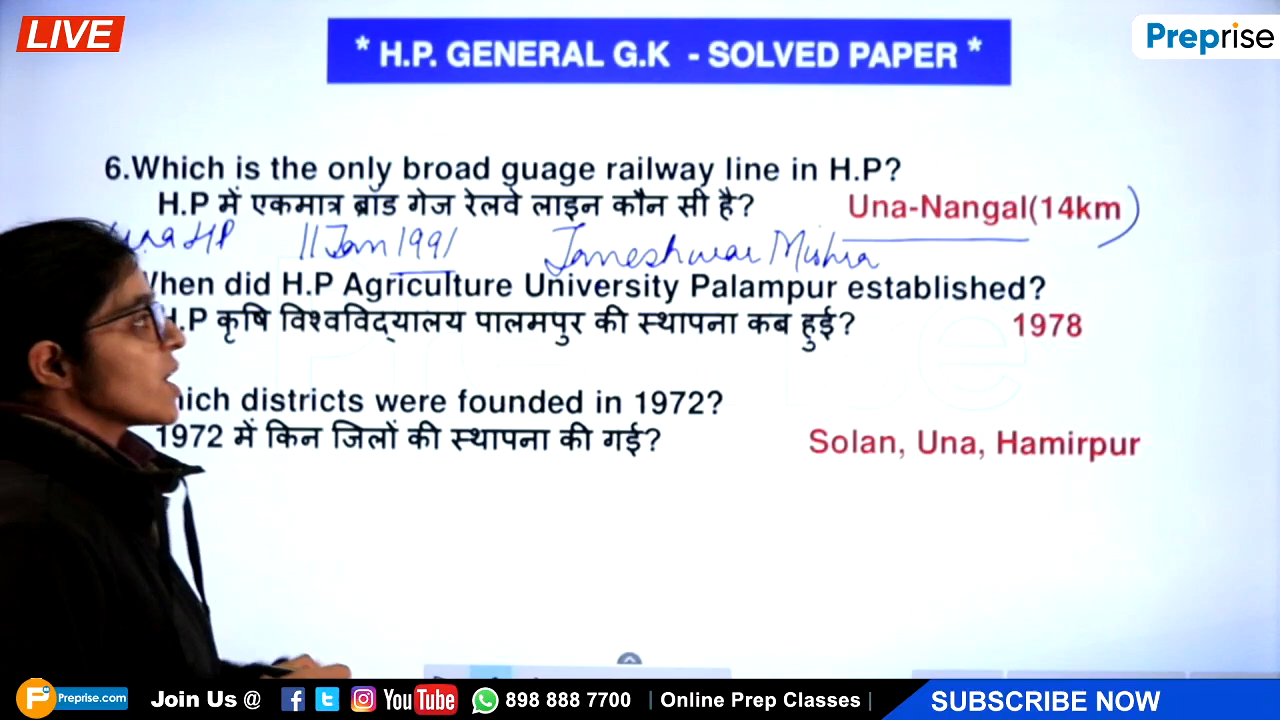 LIVE
* H.P. GENERAL G.K - SOLVED PAPER *
Preprise
6.Which is the only broad guage railway line in H.P?
H.P में एकमात्र ब्रॉड गेज रेलवे लाइन कौन सी है? Una-Nangal(14km)
HP 11 Jan 1991 Jameshwar Mishra
hen did H.P Agriculture University Palampur established?
H.P कृषि विश्वविद्यालय पालमपुर की स्थापना कब हुई? 1978
hich districts were founded in 1972?
1972 में किन जिलों की स्थापना की गई? Solan, Una, Hamirpur
Preprise.com Join Us @ YouTube 898 888 7700 | Online Prep Classes | SUBSCRIBE NOW